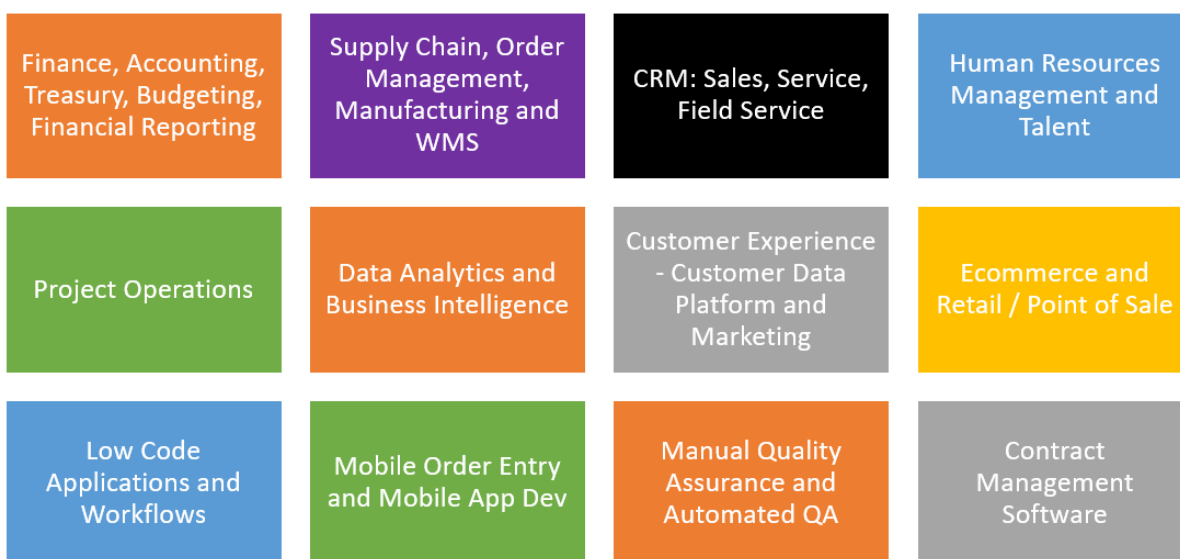 Finance, Accounting,
Treasury, Budgeting,
Financial Reporting
Supply Chain, Order
Management,
Manufacturing and
WMS
CRM: Sales, Service,
Field Service
Human Resources
Management and
Talent
Project Operations
Data Analytics and
Business Intelligence
Customer Experience
- Customer Data
Platform and
Marketing
Ecommerce and
Retail / Point of Sale
Low Code
Applications and
Workflows
Mobile Order Entry
and Mobile App Dev
Manual Quality
Assurance and
Automated QA
Contract
Management
Software